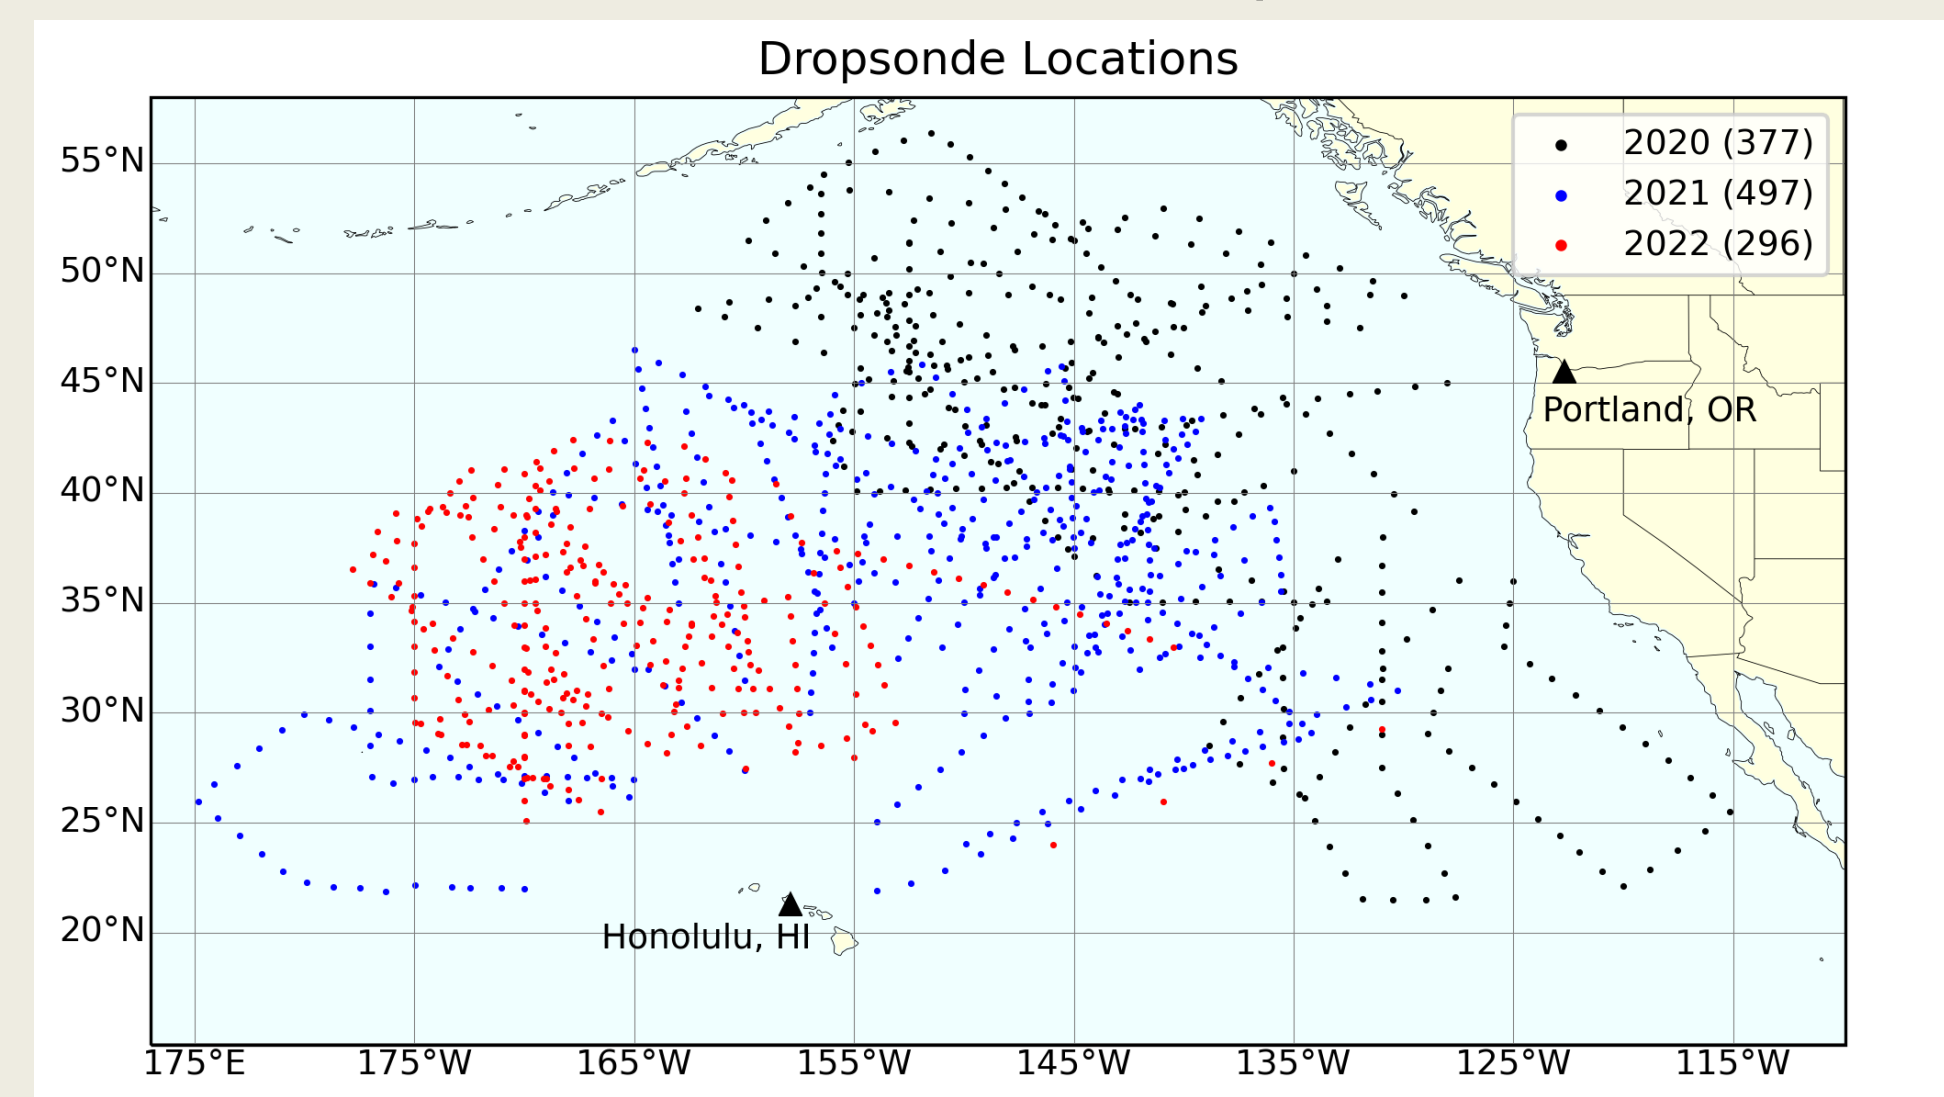 Dropsonde Locations
2020 (377)
2021 (497)
2022 (296)
55°N
50°N
45°N
40°N
35°N
30°N
25°N
20°N
Portland, OR
Honolulu, HI
175°E 175°W 165°W 155°W 145°W 135°W 125°W 115°W